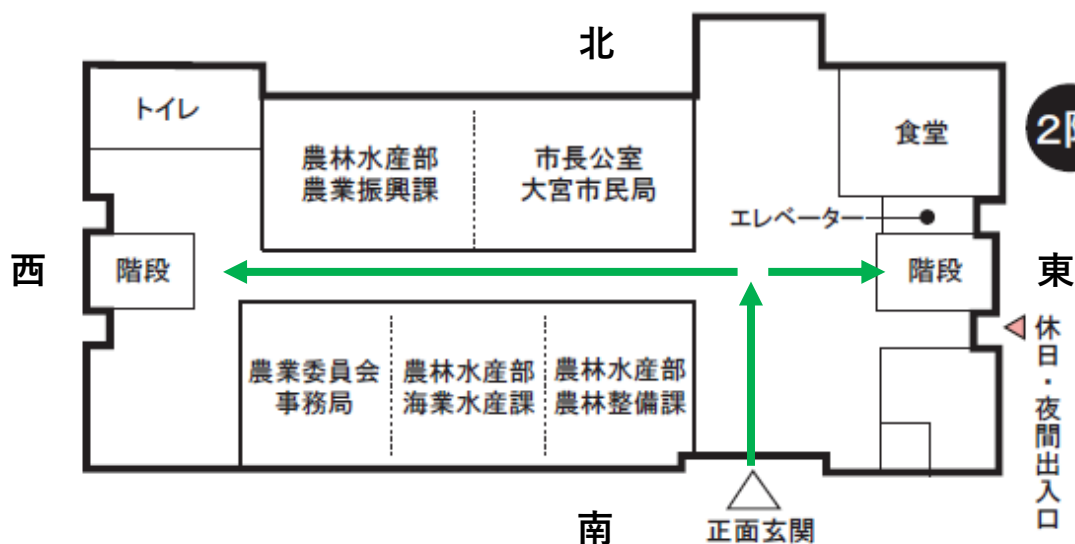 北
トイレ
農林水産部
農業振興課
市長公室
大宮市民局
食堂
エレベーター
西
階段
階段
東
農業委員会
事務局
農林水産部
海業水産課
農林水産部
農林整備課
休日・夜間出入口
南
正面玄関